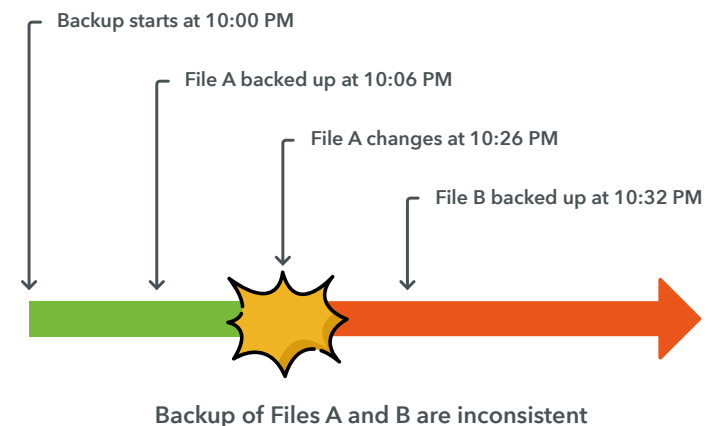 Backup starts at 10:00 PM
File A backed up at 10:06 PM
File A changes at 10:26 PM
File B backed up at 10:32 PM
Backup of Files A and B are inconsistent